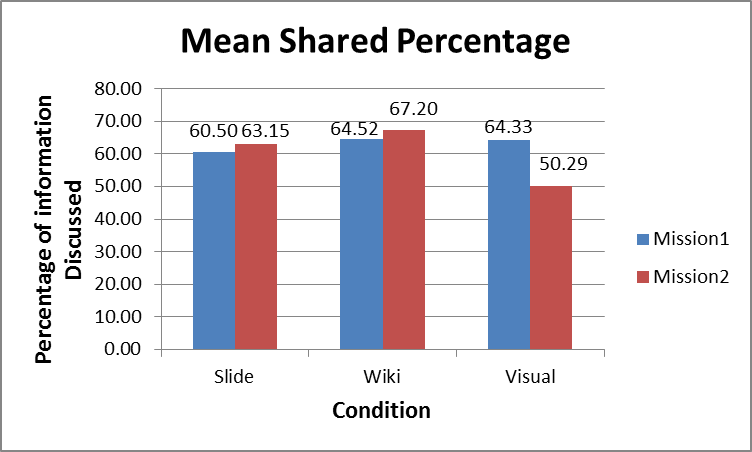 Mean Shared Percentage
Percentage of information
Discussed
80.00
70.00
60.00
50.00
40.00
30.00
20.00
10.00
0.00
60.50
63.15
64.52
67.20
64.33
50.29
Slide
Wiki
Visual
Condition
Mission1
Mission2